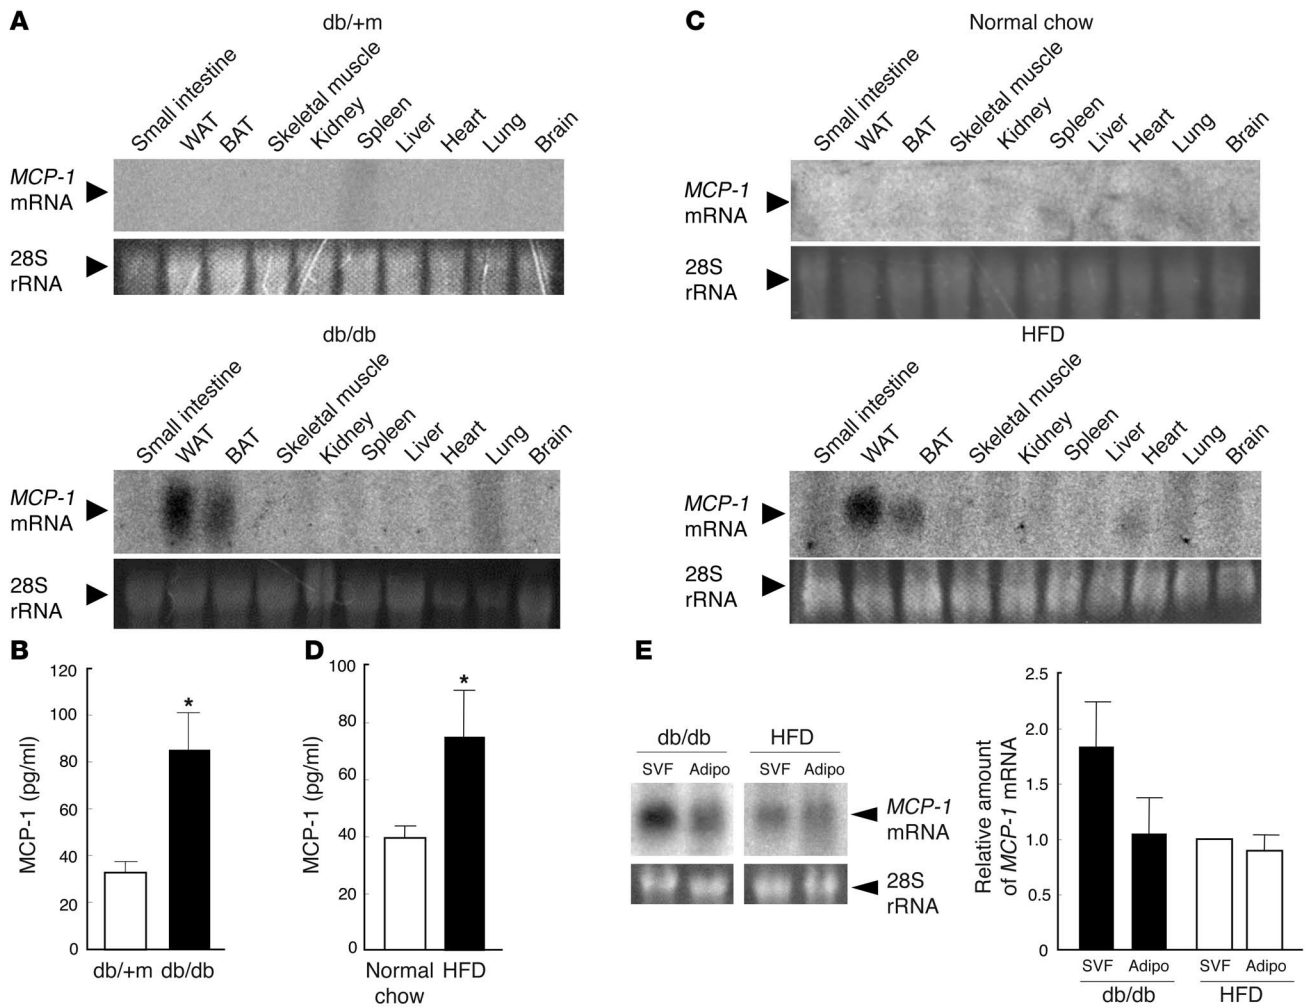 A
db/+m
Small intestine
WAT
BAT
Skeletal muscle
Kidney
Spleen
Liver
Heart
Lung
Brain
MCP-1
mRNA
28S
rRNA
db/db
Small intestine
WAT
BAT
Skeletal muscle
Kidney
Spleen
Liver
Heart
Lung
Brain
MCP-1
mRNA
28S
rRNA
C
Normal chow
Small intestine
WAT
BAT
Skeletal muscle
Kidney
Spleen
Liver
Heart
Lung
Brain
MCP-1
mRNA
28S
rRNA
HFD
Small intestine
WAT
BAT
Skeletal muscle
Kidney
Spleen
Liver
Heart
Lung
Brain
MCP-1
mRNA
28S
rRNA
B
MCP-1 (pg/ml)
120
100
80
60
40
20
0
*
db/+m db/db
D
MCP-1 (pg/ml)
100
80
60
40
20
0
*
Normal HFD
chow
E
db/db HFD
SVF Adipo SVF Adipo
MCP-1
mRNA
28S
rRNA
Relative amount
of MCP-1 mRNA
2.5
2.0
1.5
1.0
0.5
0
SVF Adipo SVF Adipo
db/db HFD